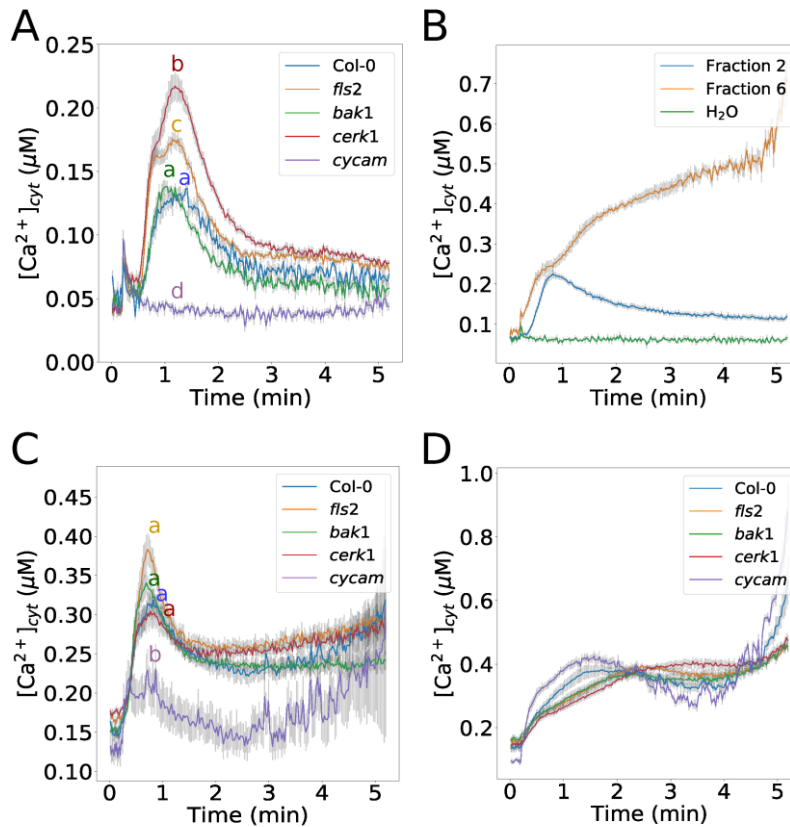 A
0.25
0.20
0.15
0.10
0.05
0.00
[Ca²⁺]cyt (μM)
0 1 2 3 4 5
Time (min)
Col-0
fls2
bak1
cerk1
cycam
b
c
a a
d
B
0.7
0.6
0.5
0.4
0.3
0.2
0.1
[Ca²⁺]cyt (μM)
0 1 2 3 4 5
Time (min)
Fraction 2
Fraction 6
H₂O
C
0.45
0.40
0.35
0.30
0.25
0.20
0.15
0.10
[Ca²⁺]cyt (μM)
0 1 2 3 4 5
Time (min)
Col-0
fls2
bak1
cerk1
cycam
a
a
a
a
b
D
1.0
0.8
0.6
0.4
0.2
[Ca²⁺]cyt (μM)
0 1 2 3 4 5
Time (min)
Col-0
fls2
bak1
cerk1
cycam